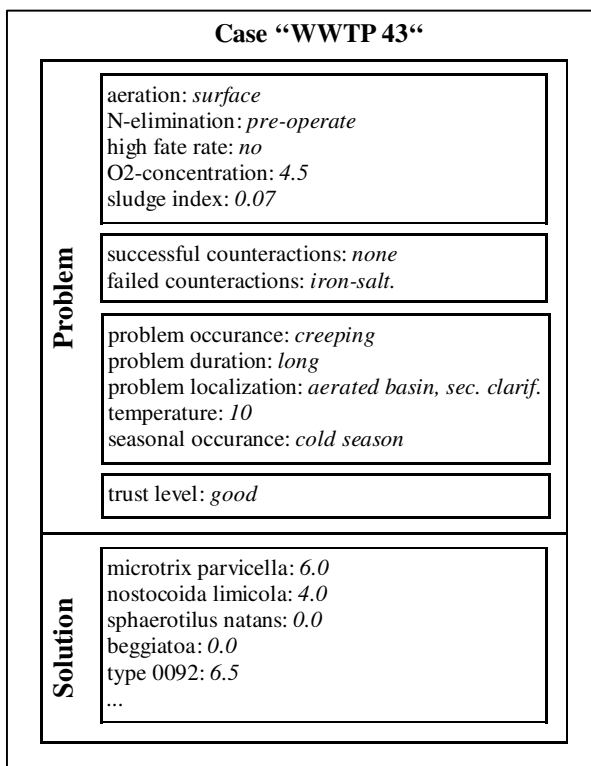 Case “WWTP 43“
Problem
aeration: surface
N-elimination: pre-operate
high fate rate: no
O2-concentration: 4.5
sludge index: 0.07
successful counteractions: none
failed counteractions: iron-salt.
problem occurance: creeping
problem duration: long
problem localization: aerated basin, sec. clarif.
temperature: 10
seasonal occurance: cold season
trust level: good
Solution
microtrix parvicella: 6.0
nostocoida limicola: 4.0
sphaerotilus natans: 0.0
beggiatoa: 0.0
type 0092: 6.5
...